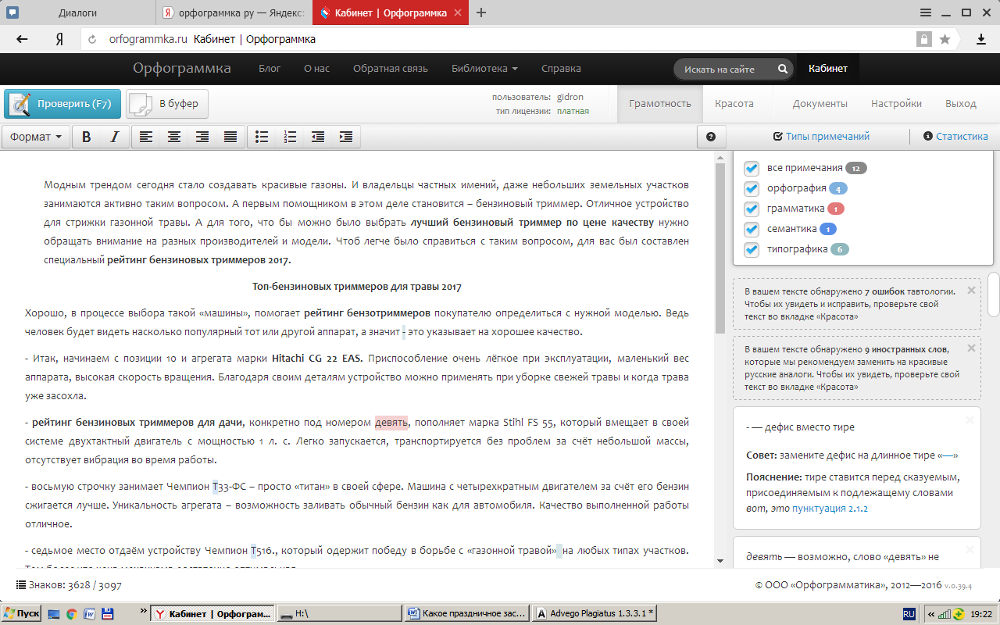 Диалоги
орфограммка ру — Яндекс:
Кабинет | Орфограммка
orfogrammka.ru Кабинет | Орфограммка
Орфограммка Блог О нас Обратная связь Библиотека Справка Искать на сайте Кабинет
Проверить (F7) В буфер
пользователь: gidron
тип лицензии: платная
Грамотность Красота Документы Настройки Выход
Формат B I Типы примечаний Статистика
Модным трендом сегодня стало создавать красивые газоны. И владельцы частных имений, даже небольших земельных участков
занимаются активно таким вопросом. А первым помощником в этом деле становится – бензиновый триммер. Отличное устройство
для стрижки газонной травы. А для того, что бы можно было выбрать лучший бензиновый триммер по цене качеству нужно
обращать внимание на разных производителей и модели. Чтоб легче было справиться с таким вопросом, для вас был составлен
специальный рейтинг бензиновых триммеров 2017.
Топ-бензиновых триммеров для травы 2017
Хорошо, в процессе выбора такой «машины», помогает рейтинг бензотриммеров покупателю определиться с нужной моделью. Ведь
человек будет видеть насколько популярный тот или другой аппарат, а значит - это указывает на хорошее качество.
- Итак, начинаем с позиции 10 и агрегата марки Hitachi CG 22 EAS. Приспособление очень лёгкое при эксплуатации, маленький вес
аппарата, высокая скорость вращения. Благодаря своим деталям устройство можно применять при уборке свежей травы и когда трава
уже засохла.
- рейтинг бензиновых триммеров для дачи, конкретно под номером девять, пополняет марка Stihl FS 55, который вмещает в своей
системе двухтактный двигатель с мощностью 1 л. с. Легко запускается, транспортируется без проблем за счёт небольшой массы,
отсутствует вибрация во время работы.
- восьмую строчку занимает Чемпион Т33-ФС – просто «титан» в своей сфере. Машина с четырехкратным двигателем за счёт его бензин
сжигается лучше. Уникальность агрегата – возможность заливать обычный бензин как для автомобиля. Качество выполненной работы
отличное.
- седьмое место отдаём устройству Чемпион Т516., который одержит победу в борьбе с «газонной травой» на любых типах участков.
все примечания 12
орфография 4
грамматика 1
семантика 1
типографика 6
В вашем тексте обнаружено 7 ошибок тавтологии.
Чтобы их увидеть и исправить, проверьте свой
текст во вкладке «Красота»
В вашем тексте обнаружено 9 иностранных слов,
которые мы рекомендуем заменить на красивые
русские аналоги. Чтобы их увидеть, проверьте свой
текст во вкладке «Красота»
- — дефис вместо тире
Совет: замените дефис на длинное тире «—»
Пояснение: тире ставится перед сказуемым,
присоединяемым к подлежащему словами
вот, это пунктуация 2.1.2
девять — возможно, слово «девять» не
Знаков: 3628 / 3097
© ООО «Орфограмматика», 2012—2016 v.0.39.4
Пуск » Кабинет | Орфограм... H:\ Какое праздничное зас... Advego Plagiatus 1.3.3.1 * RU « 19:22